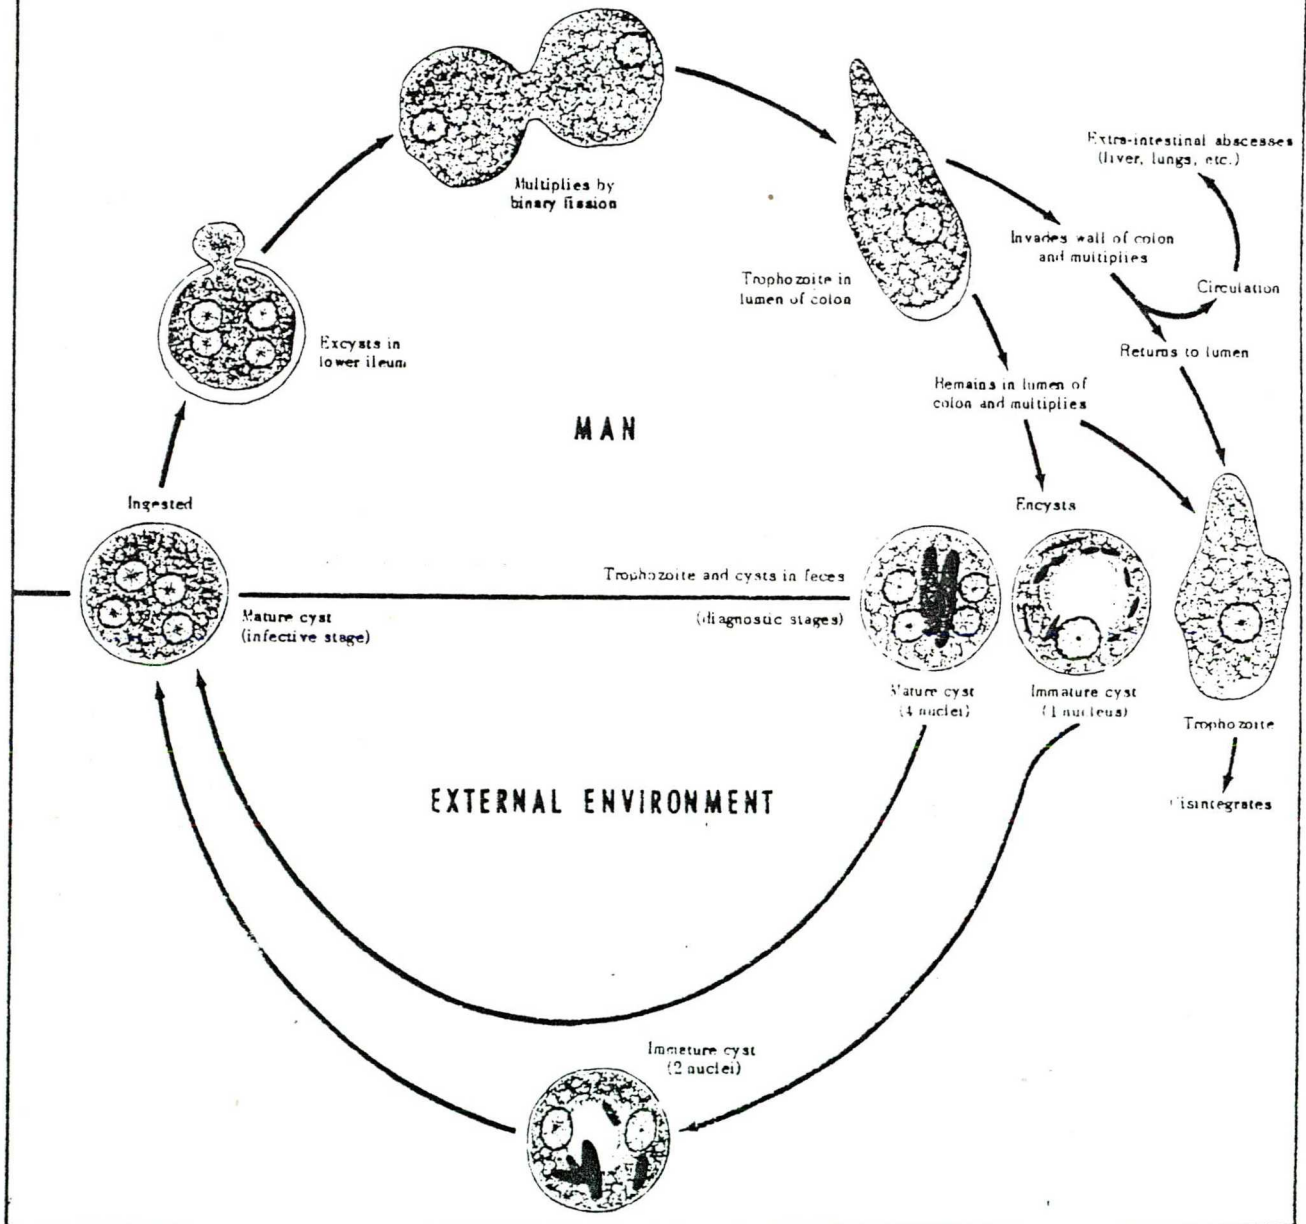 Extra-intestinal abscesses
(liver, lungs, etc.)
Multiplies by
binary fission
Invades wall of colon
and multiplies
Trophozoite in
lumen of colon
Circulation
Excysts in
lower ileum
Returns to lumen
Remains in lumen of
colon and multiplies
MAN
Ingested
Encysts
Trophozoite and cysts in feces
(diagnostic stages)
Mature cyst
(infective stage)
Mature cyst
(4 nuclei)
Immature cyst
(1 nucleus)
Trophozoite
Disintegrates
EXTERNAL ENVIRONMENT
Immature cyst
(2 nuclei)